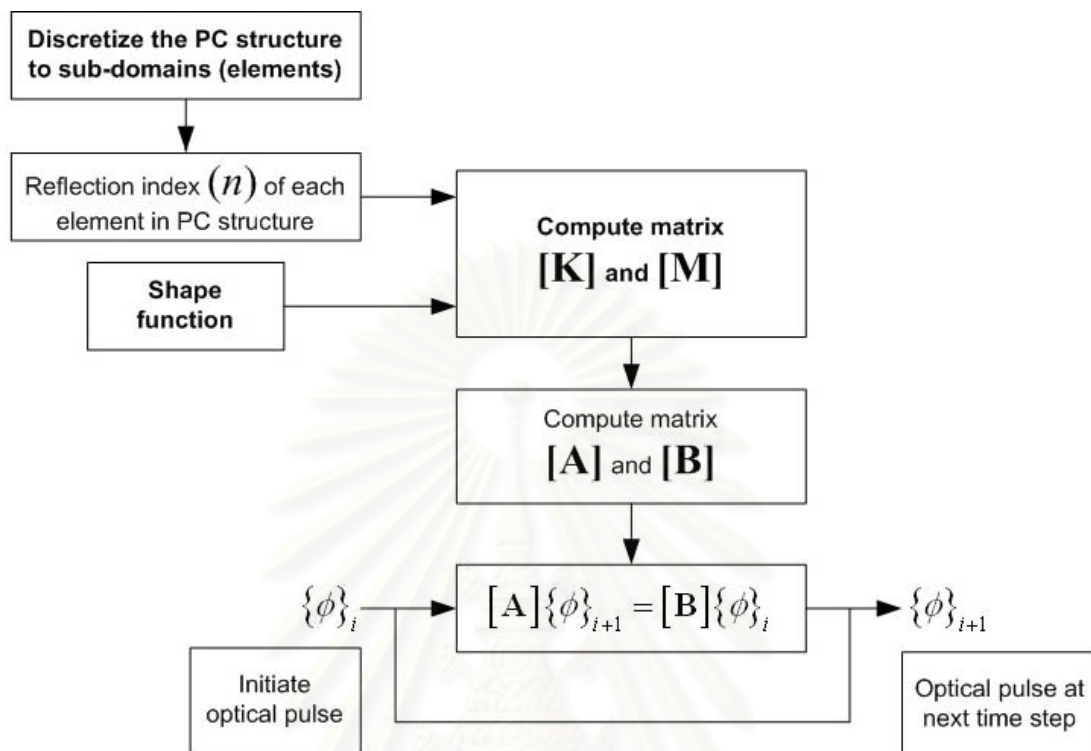 Discretize the PC structure
to sub-domains (elements)
Reflection index (n) of each
element in PC structure
Shape
function
Compute matrix
[K] and [M]
Compute matrix
[A] and [B]
{ϕ}ᵢ
[A]{ϕ}ᵢ₊₁ = [B]{ϕ}ᵢ
{ϕ}ᵢ₊₁
Initiate
optical pulse
Optical pulse at
next time step